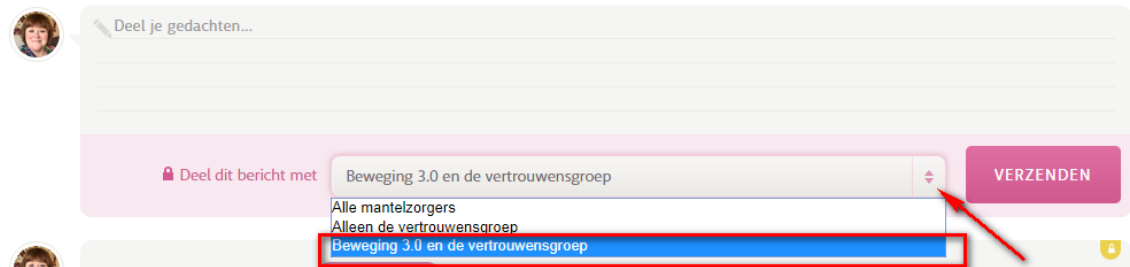 Deel je gedachten...
Deel dit bericht met
Beweging 3.0 en de vertrouwensgroep
VERZENDEN
Alle mantelzorgers
Alleen de vertrouwensgroep
Beweging 3.0 en de vertrouwensgroep